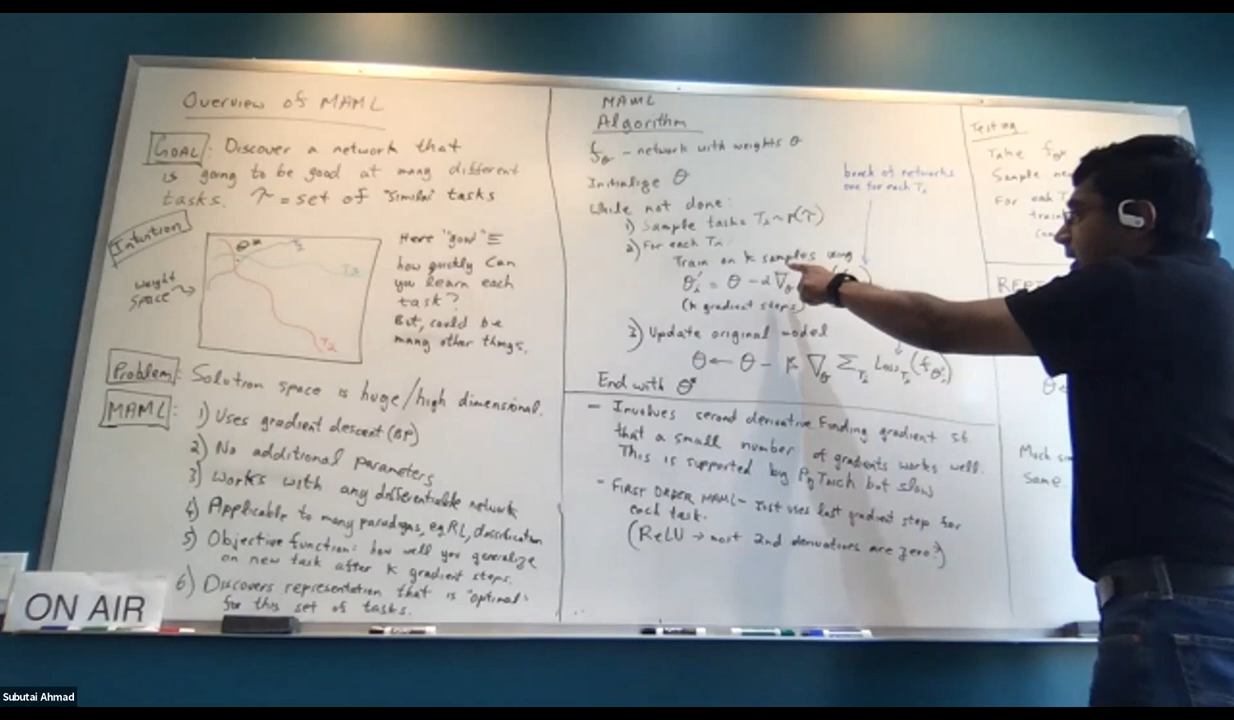 Overview of MAML
GOAL: Discover a network that
is going to be good at many different
tasks. τ = set of "similar" tasks
Intuition
weight
space
θ*
T1
T3
T2
Here "good" ≡
how quickly can
you learn each
task?
But, could be
many other things.
Problem: Solution space is huge/high dimensional.
MAML: 1) Uses gradient descent (BP)
2) No additional parameters
3) Works with any differentiable network
4) Applicable to many paradigms, eg RL, classification
5) Objective function: how well you generalize
on new task after K gradient steps.
6) Discovers representation that is "optimal"
for this set of tasks.
MAML
Algorithm
fθ - network with weights θ
Initialize θ
While not done:
1) Sample tasks Ti ~ p(τ)
2) For each Ti:
Train on K samples using
θi' = θ - α ∇θ
(K gradient steps)
bunch of networks
one for each Ti
3) Update original model
θ ← θ - β ∇θ ΣTi LossTi (fθi')
End with θ*
- Involves second derivative. Finding gradient st
that a small number of gradients works well.
This is supported by PyTorch but slow
- FIRST ORDER MAML - Just uses last gradient step for
each task.
(ReLU → most 2nd derivatives are zero?)
Testing
Take fθ*
Sample
For each
Much
Same.
ON AIR
Subutai Ahmad